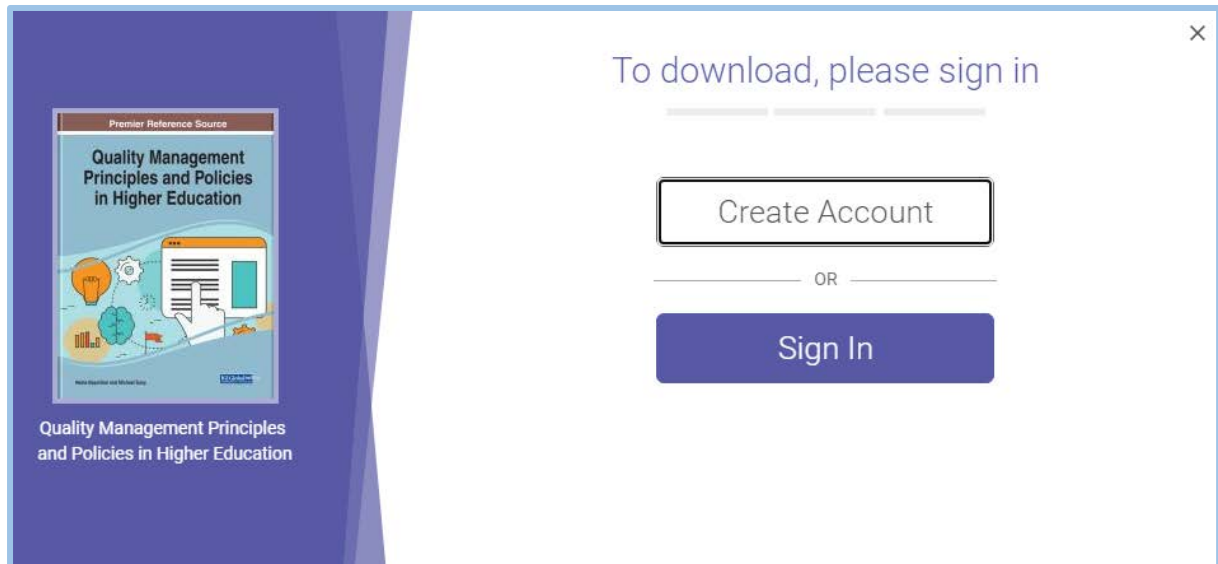 To download, please sign in
Premier Reference Source
Quality Management
Principles and Policies
in Higher Education
Quality Management Principles
and Policies in Higher Education
Create Account
OR
Sign In